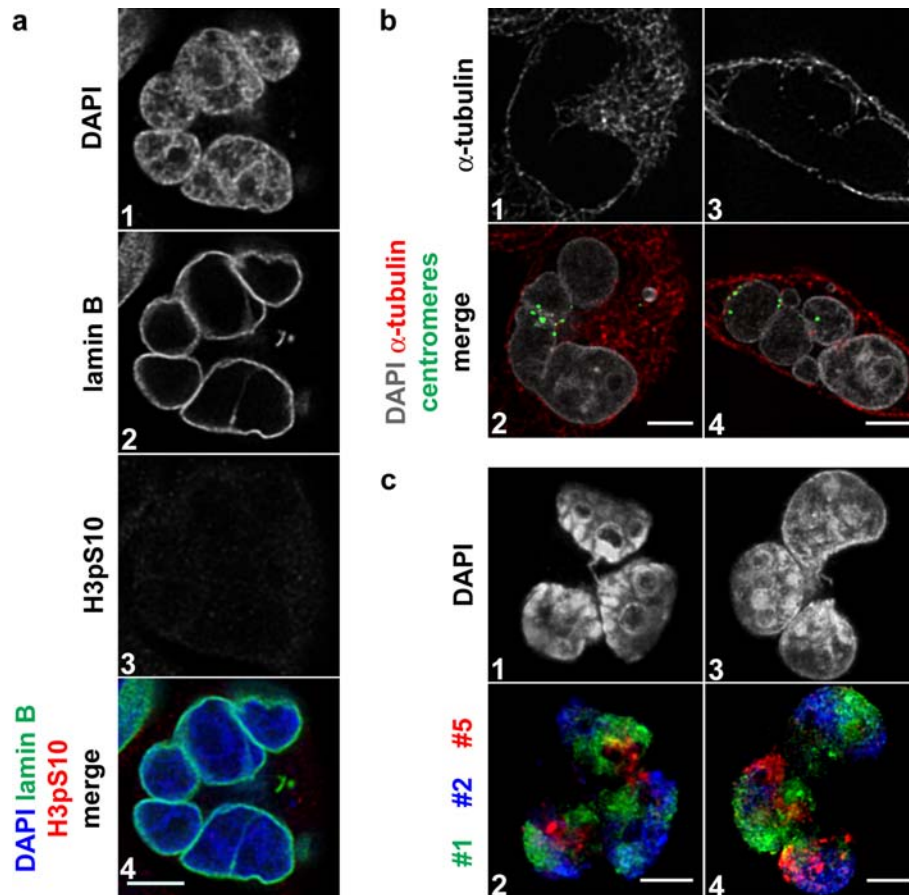 a
DAPI
1
lamin B
2
H3pS10
3
DAPI lamin B
H3pS10
merge
4
b
α-tubulin
1
3
DAPI α-tubulin
centromeres
merge
2
4
c
DAPI
1
3
#1 #2 #5
2
4